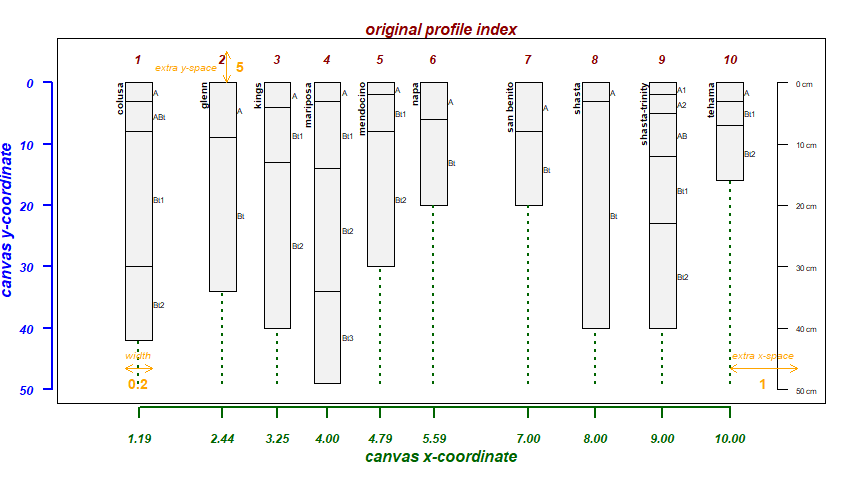 original profile index
1 2 3 4 5 6 7 8 9 10
extra y-space 5
canvas y-coordinate
0
10
20
30
40
50
colusa
A
ABt
Bt1
Bt2
glenn
A
Bt
kings
A
Bt1
Bt2
mariposa
A
Bt1
Bt2
Bt3
mendocino
A
Bt1
Bt2
napa
A
Bt
san benito
A
Bt
shasta
A
Bt
shasta-trinity
A1
A2
AB
Bt1
Bt2
tehama
A
Bt1
Bt2
0 cm
10 cm
20 cm
30 cm
40 cm
50 cm
width
0.2
extra x-space
1
1.19 2.44 3.25 4.00 4.79 5.59 7.00 8.00 9.00 10.00
canvas x-coordinate